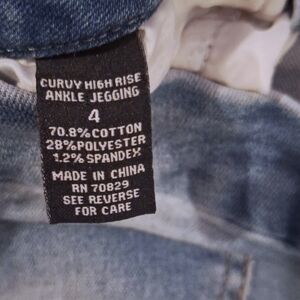 CURVY HIGH RISE
ANKLE JEGGING
4
70.8% COTTON
28% POLYESTER
1.2% SPANDEX
MADE IN CHINA
RN 70829
SEE REVERSE
FOR CARE